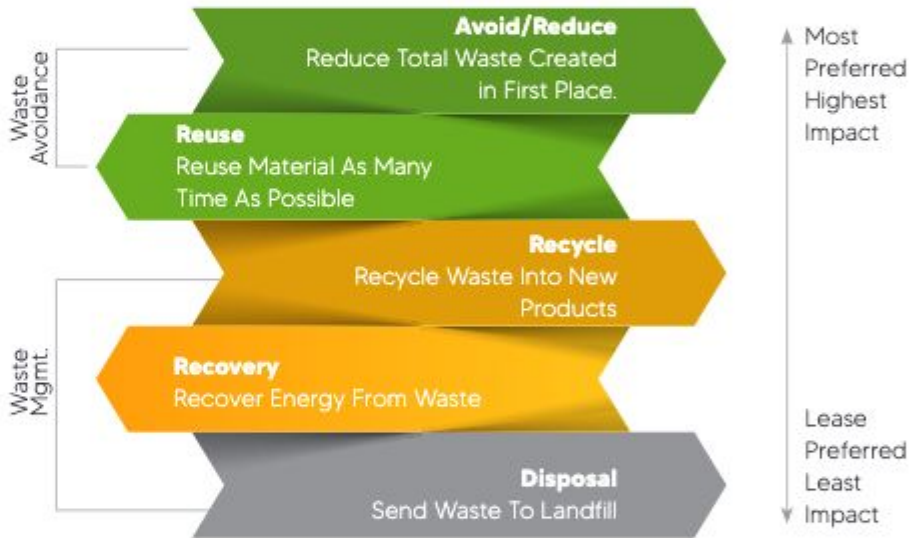 Waste
Avoidance
Avoid/Reduce
Reduce Total Waste Created
in First Place.
Most
Preferred
Highest
Impact
Reuse
Reuse Material As Many
Time As Possible
Recycle
Recycle Waste Into New
Products
Waste
Mgmt.
Recovery
Recover Energy From Waste
Disposal
Send Waste To Landfill
Lease
Preferred
Least
Impact